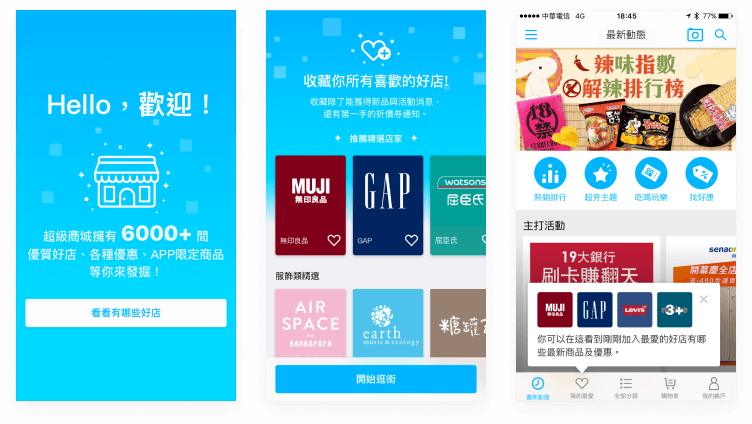 Hello，歡迎！
超級商城擁有 6000+ 間
優質好店、各種優惠、APP限定商品
等你來發掘！
看看有哪些好店
收藏你所有喜歡的好店!
收藏除了能獲得新品與活動消息，
還有第一手的折價券通知。
推薦精選店家
MUJI
無印良品
無印良品
GAP
GAP
watsons
屈臣氏
屈臣氏
服飾類精選
AIR
SPACE
BARBAPAPA
earth
music&ecology
糖罐
開始逛街
中華電信 4G
18:45
77%
最新動態
辣味指數
解辣排行榜
18
禁
熱銷排行
超夯主題
吃喝玩樂
找好康
主打活動
19大銀行
刷卡賺翻天
senao
開幕慶全店
MUJI
無印良品
GAP
LEVI'S
3+
你可以在這看到剛剛加入最愛的好店有哪
些最新商品及優惠。
最新動態
我的最愛
全部分類
購物車
我的帳戶